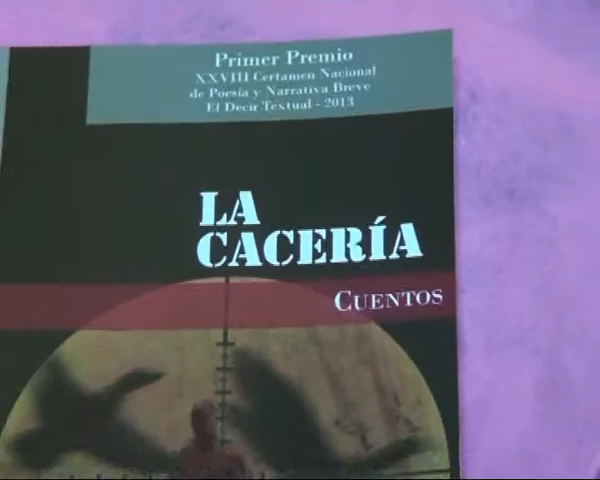 Primer Premio
XXVIII Certamen Nacional
de Poesía y Narrativa Breve
El Decir Textual - 2013
LA
CACERÍA
CUENTOS